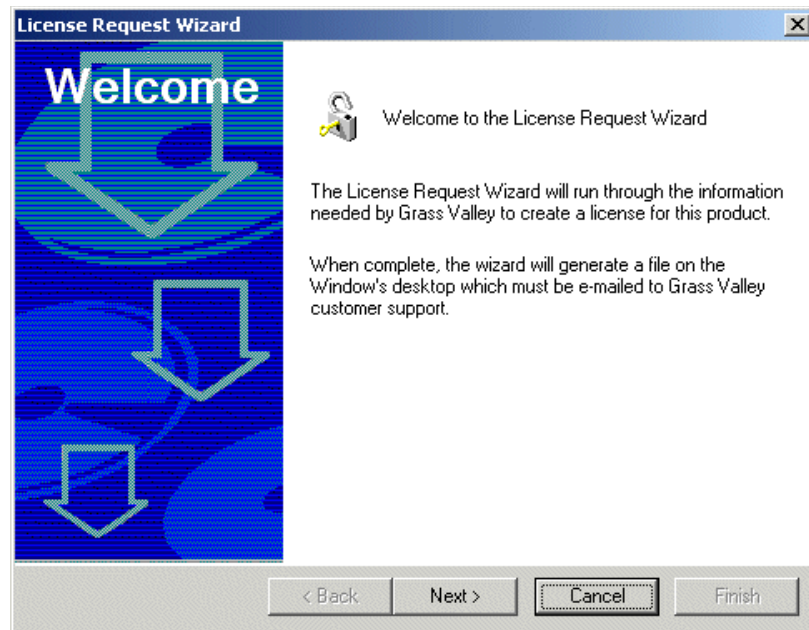 License Request Wizard
Welcome
Welcome to the License Request Wizard
The License Request Wizard will run through the information
needed by Grass Valley to create a license for this product.
When complete, the wizard will generate a file on the
Window's desktop which must be e-mailed to Grass Valley
customer support.
< Back
Next >
Cancel
Finish